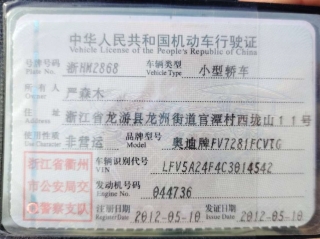 中华人民共和国机动车行驶证
Vehicle License of the People's Republic of China
号牌号码 浙HM2868 车辆类型 小型轿车
Plate No. Vehicle Type
所有人 严森木
Owner
住址 浙江省龙游县龙洲街道官潭村西垅山11号
Address
使用性质 非营运 品牌型号 奥迪牌FV7281FCVTG
Use Character Model
浙江省衢州 车辆识别代号 LFV5A24F4C3014542
VIN
市公安局交 发动机号码 044736
Engine No.
通警察支队 注册日期 2012-05-10 发证日期 2012-05-10
Register Date Issue Date